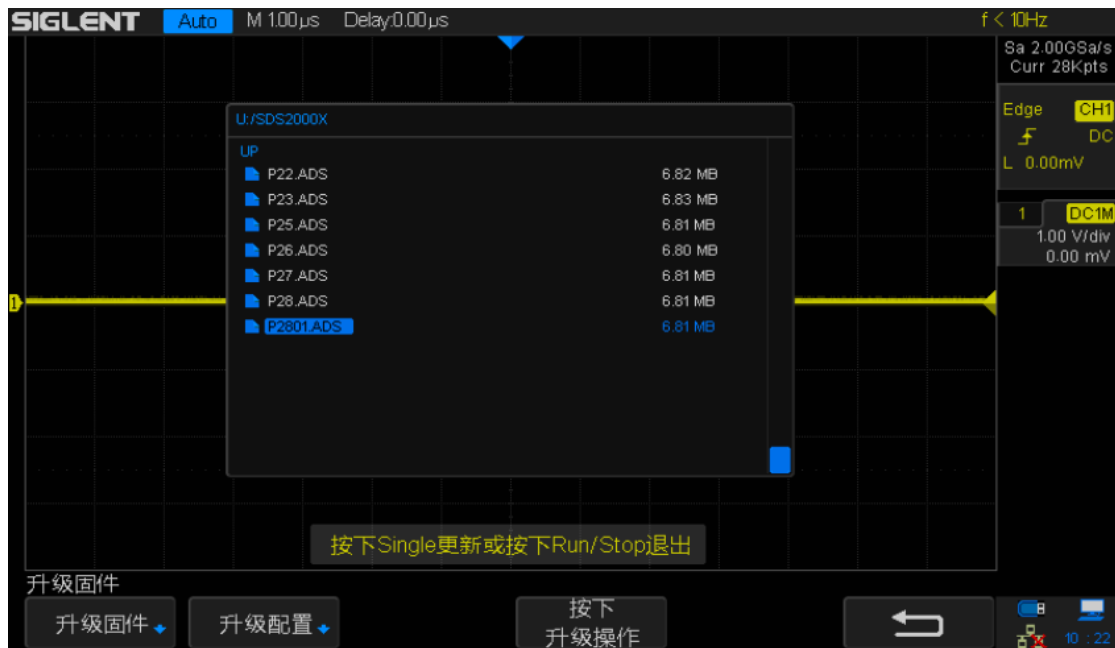 SIGLENT Auto M 1.00µs Delay:0.00µs f < 10Hz
Sa 2.00GSa/s
Curr 28Kpts
Edge CH1
DC
L 0.00mV
1 DC1M
1.00 V/div
0.00 mV
U:/SDS2000X
UP
P22.ADS 6.82 MB
P23.ADS 6.83 MB
P25.ADS 6.81 MB
P26.ADS 6.80 MB
P27.ADS 6.81 MB
P28.ADS 6.81 MB
P2801.ADS 6.81 MB
1
按下Single更新或按下Run/Stop退出
升级固件
升级固件 升级配置 按下
升级操作
10 : 22